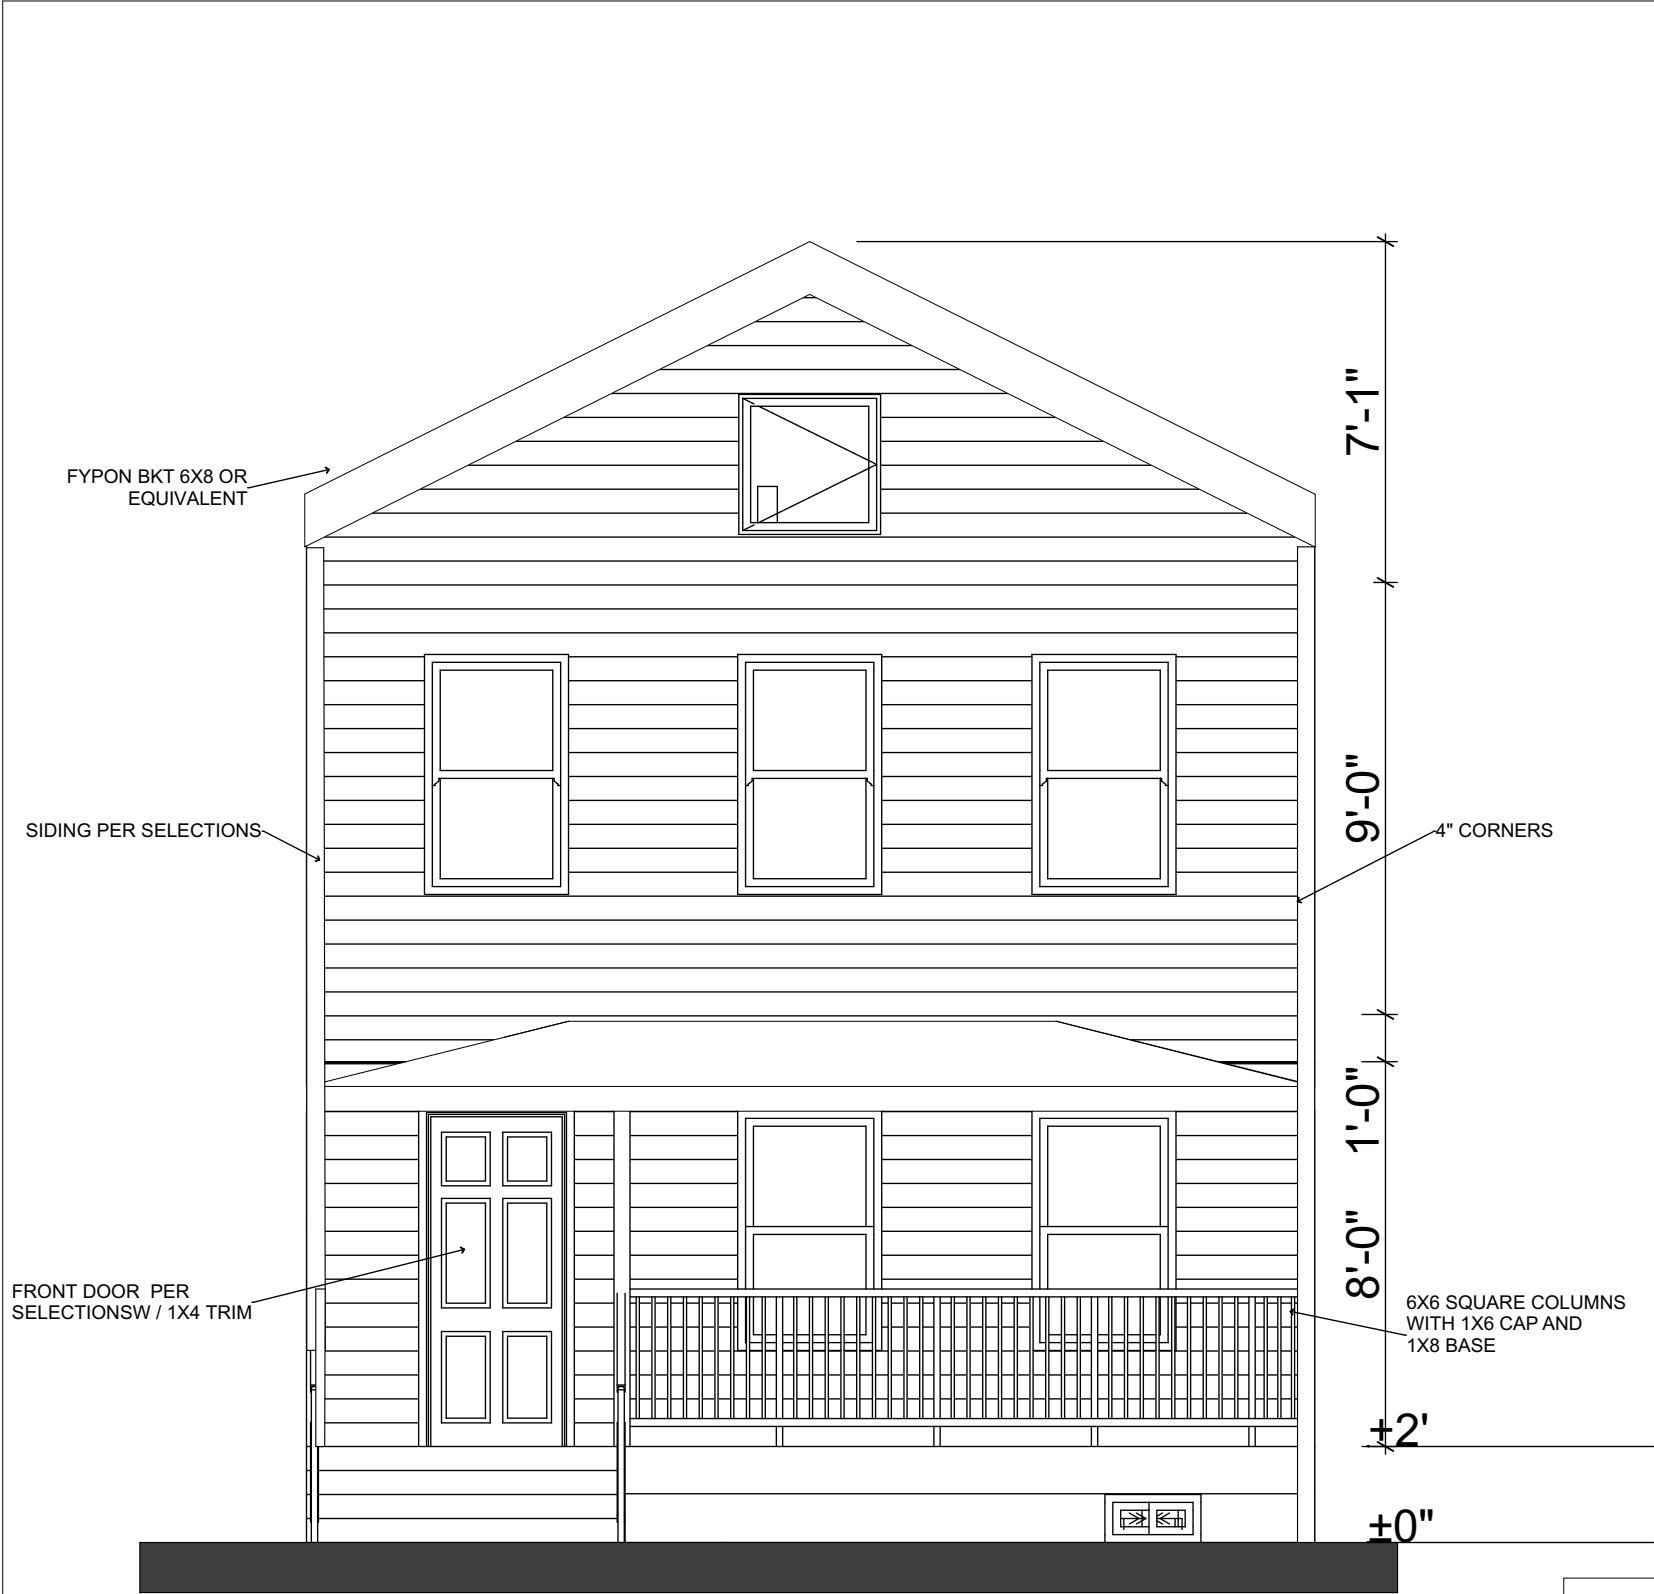 7'-1"
FYPON BKT 6X8 OR
EQUIVALENT
9'-0"
SIDING PER SELECTIONS
4" CORNERS
1'-0"
8'-0"
FRONT DOOR  PER
SELECTIONSW / 1X4 TRIM
6X6 SQUARE COLUMNS
WITH 1X6 CAP AND
1X8 BASE
±2'
±0"